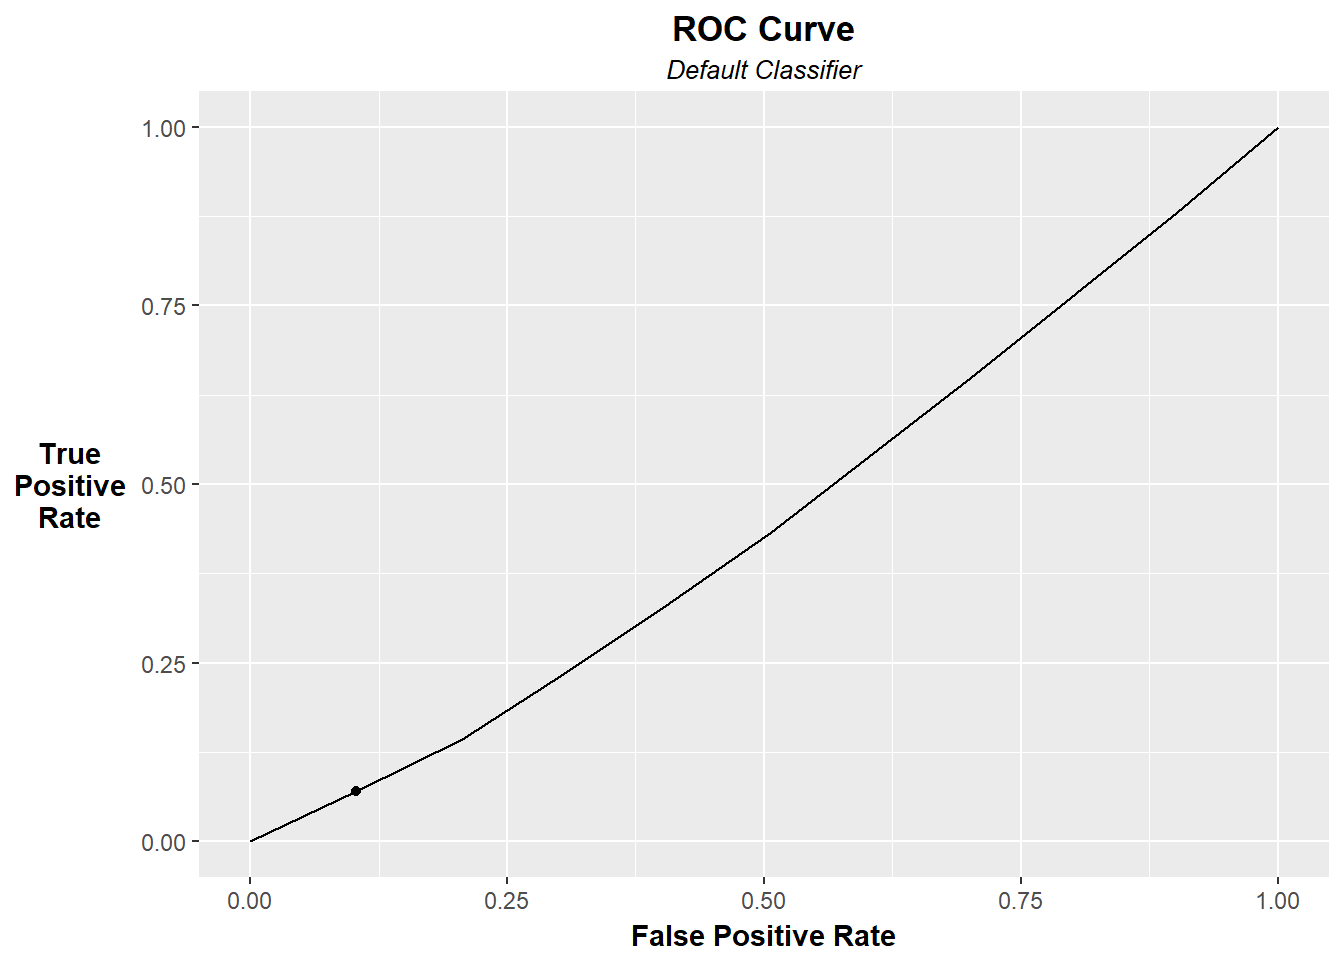 ROC Curve
Default Classifier
1.00
0.75
0.50
0.25
0.00
True
Positive
Rate
0.00 0.25 0.50 0.75 1.00
False Positive Rate